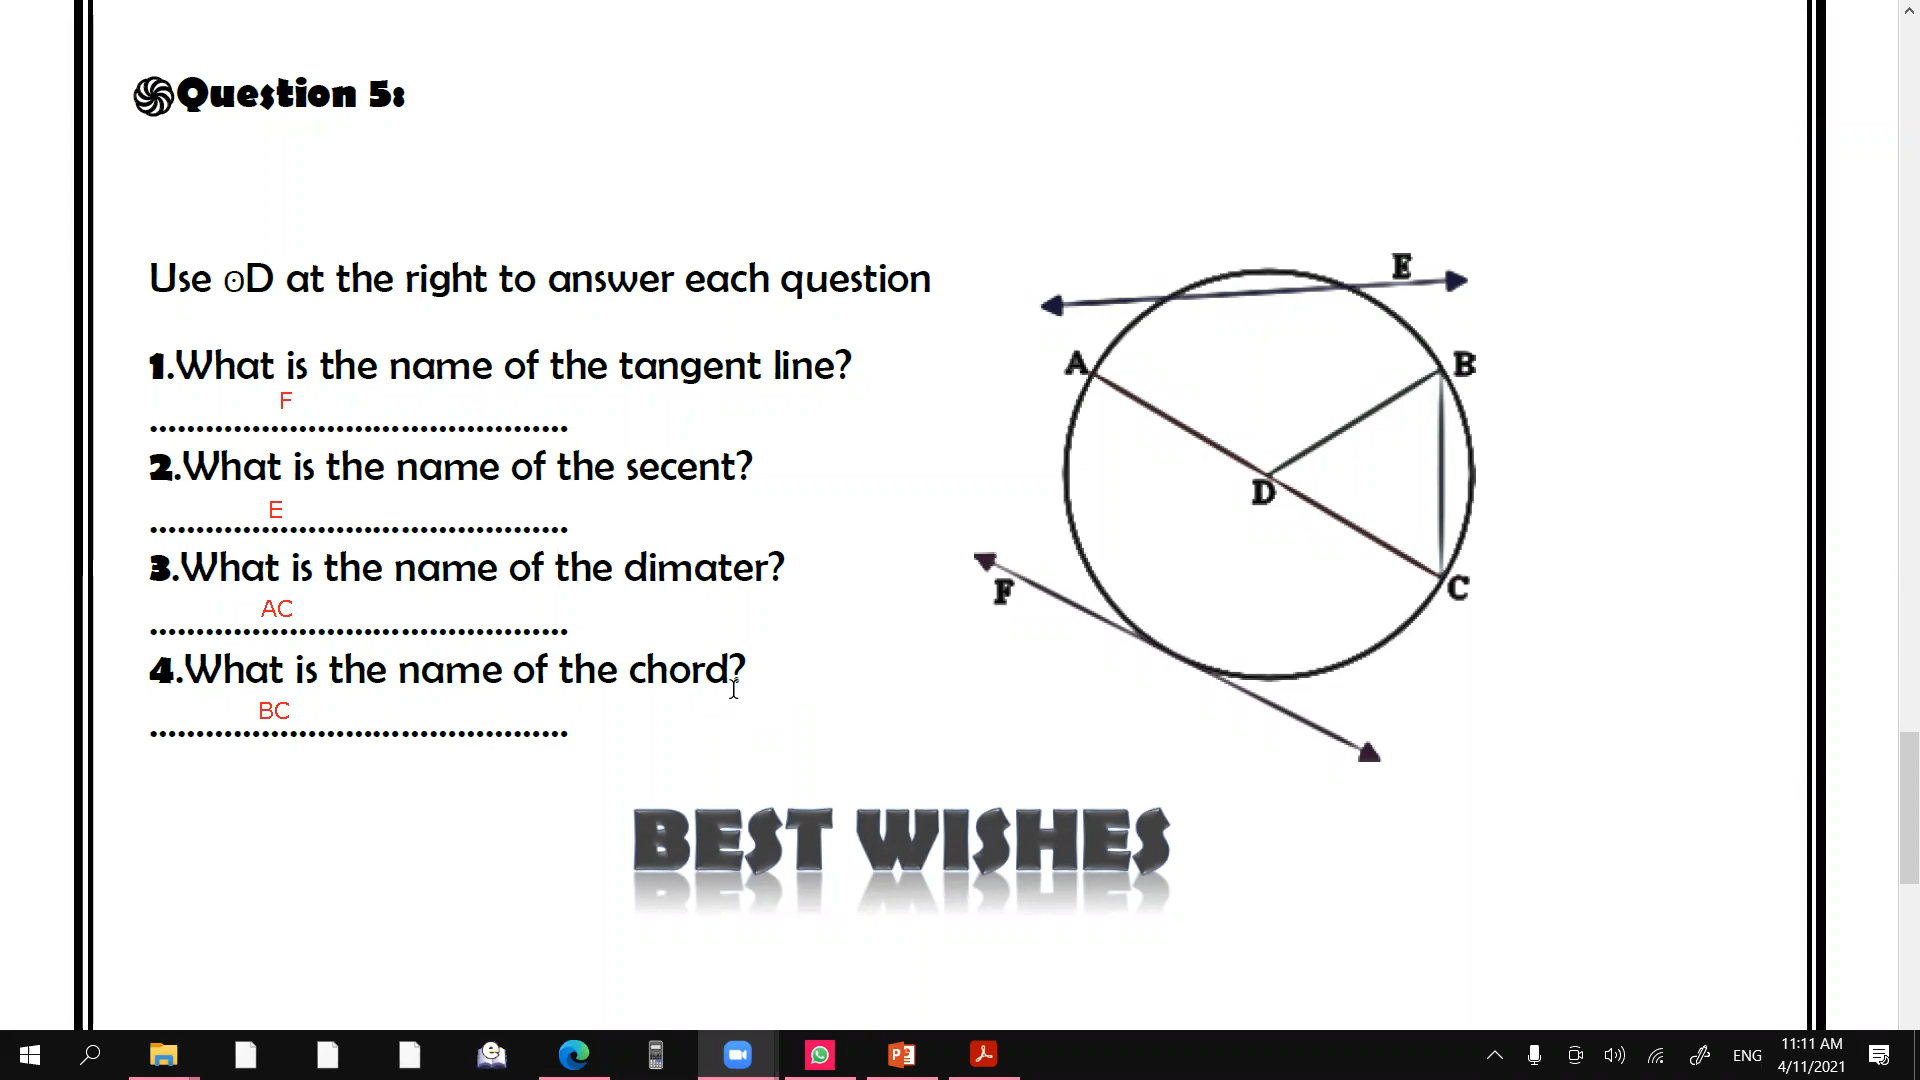 Question 5:
Use ⊙D at the right to answer each question
1.What is the name of the tangent line?
F
.............................................
2.What is the name of the secent?
E
.............................................
3.What is the name of the dimater?
AC
.............................................
4.What is the name of the chord?
BC
.............................................
E
A
B
D
F
C
BEST WISHES
ENG
11:11 AM
4/11/2021